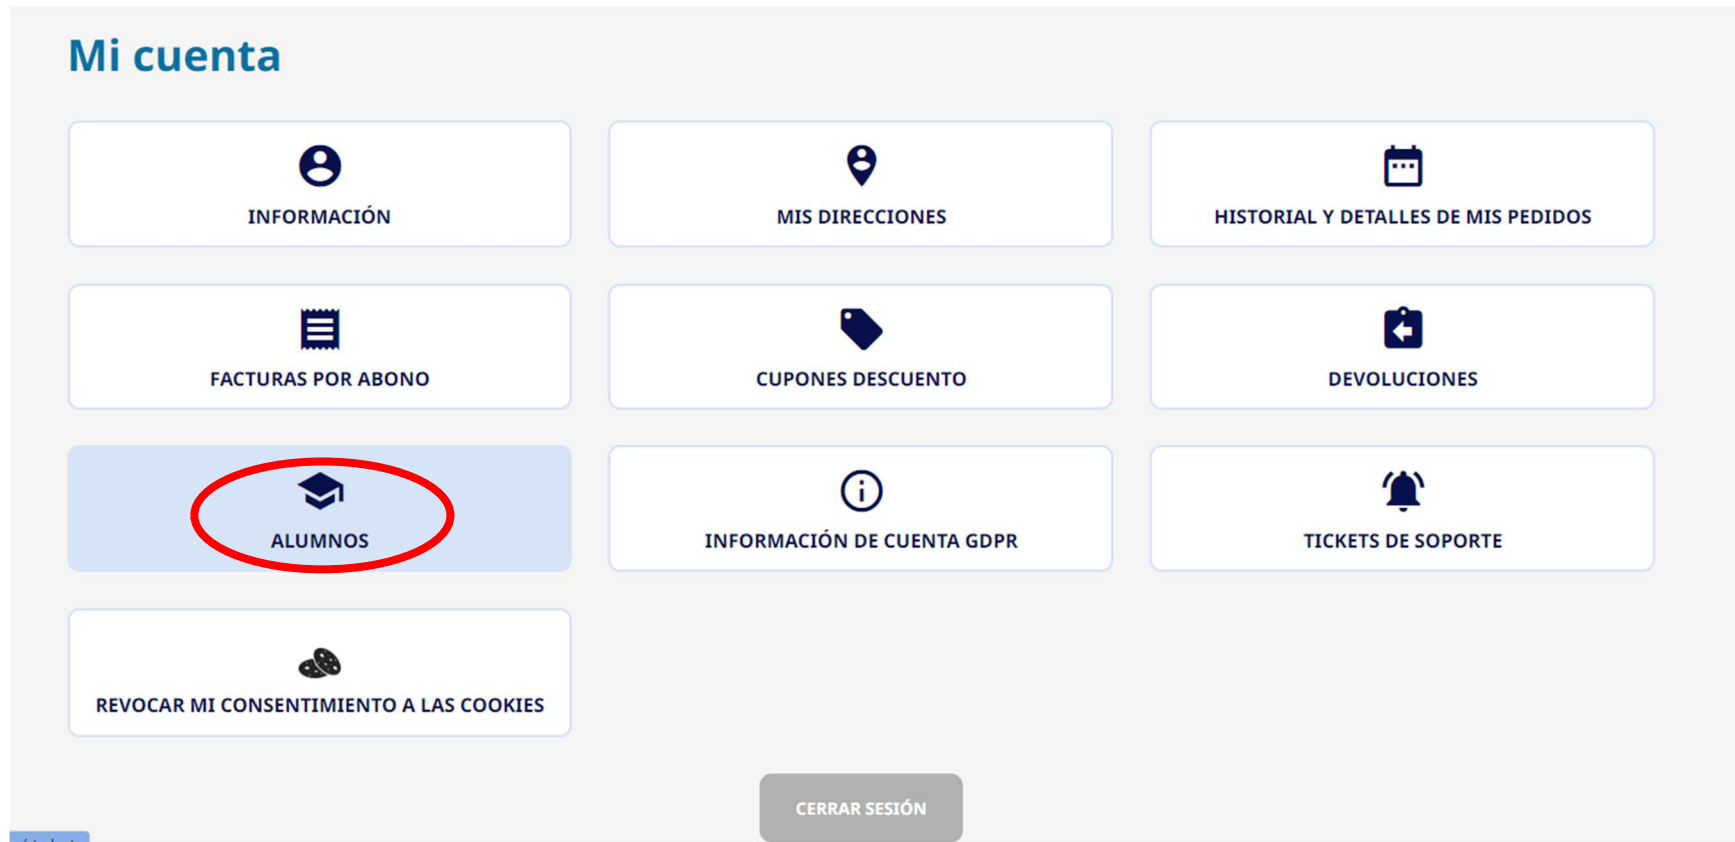 Mi cuenta
INFORMACIÓN
MIS DIRECCIONES
HISTORIAL Y DETALLES DE MIS PEDIDOS
FACTURAS POR ABONO
CUPONES DESCUENTO
DEVOLUCIONES
ALUMNOS
INFORMACIÓN DE CUENTA GDPR
TICKETS DE SOPORTE
REVOCAR MI CONSENTIMIENTO A LAS COOKIES
CERRAR SESIÓN